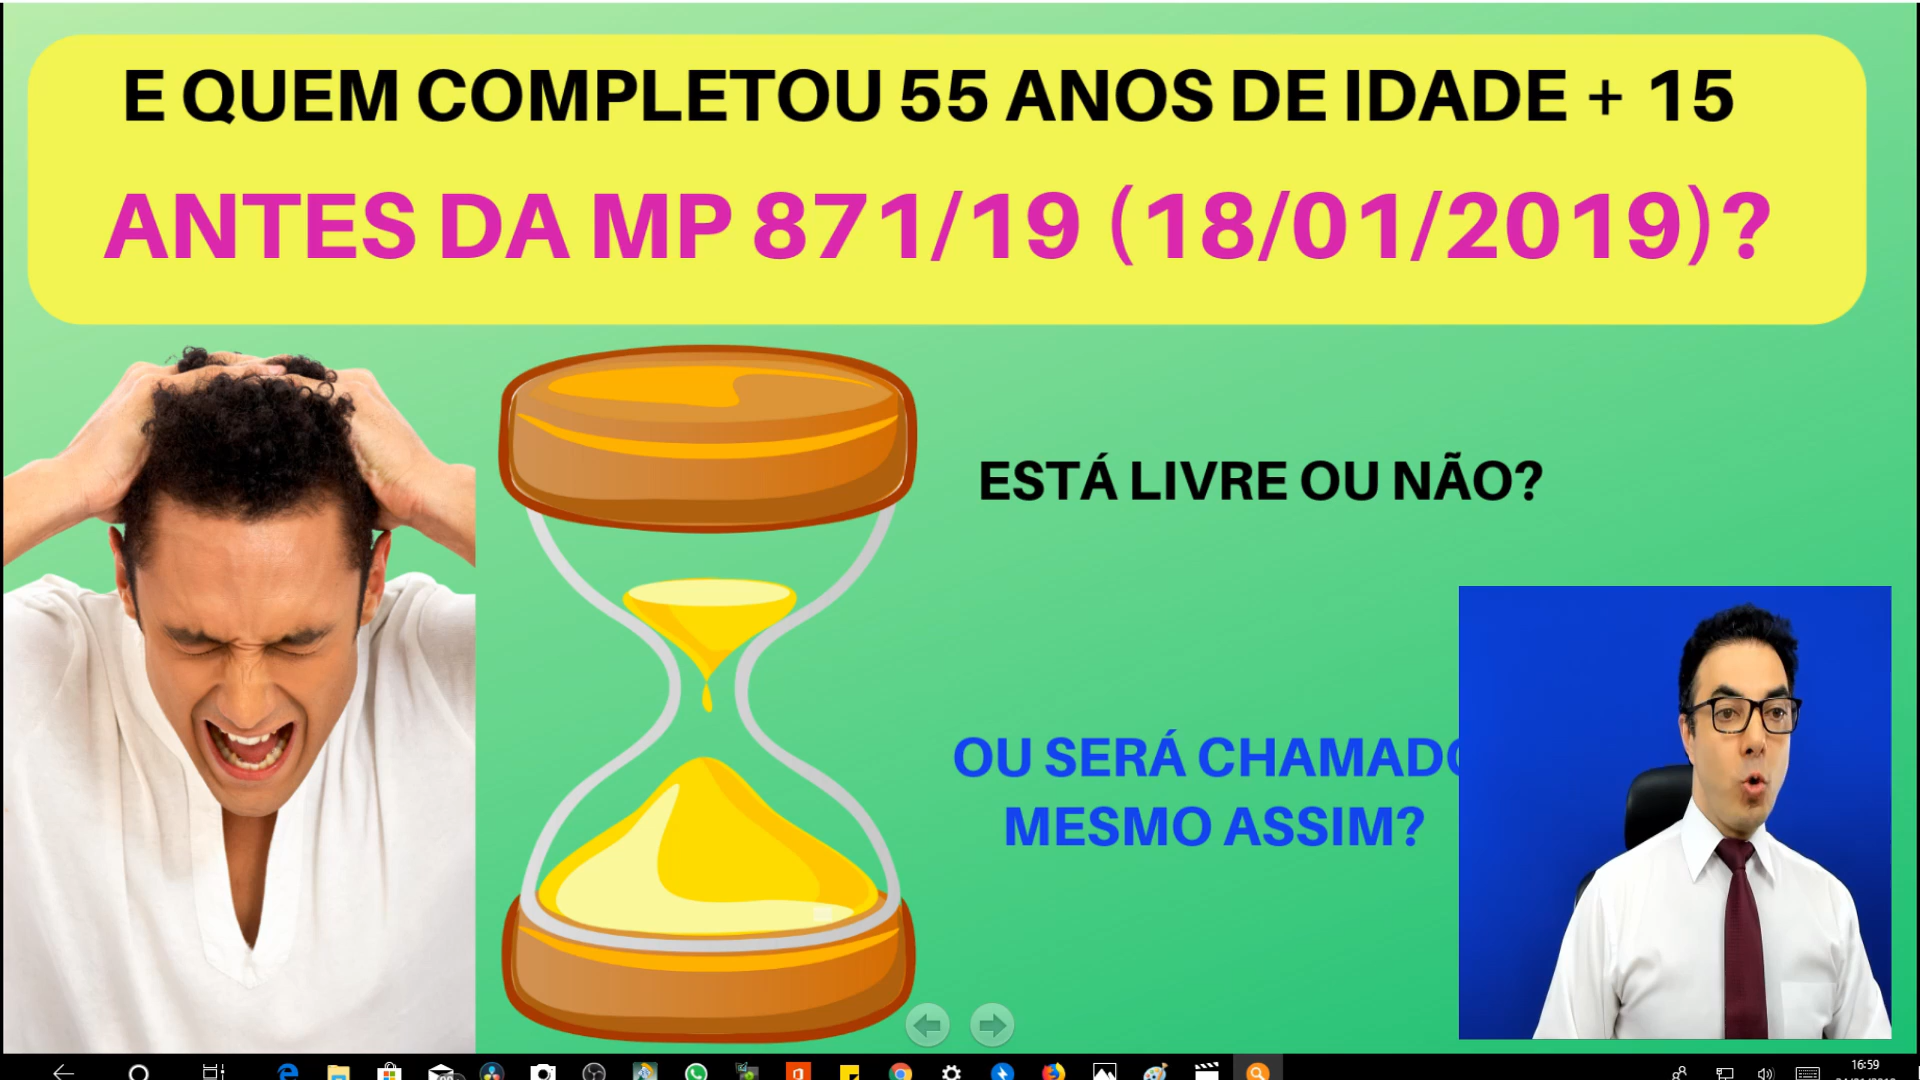 E QUEM COMPLETOU 55 ANOS DE IDADE + 15
ANTES DA MP 871/19 (18/01/2019)?
ESTÁ LIVRE OU NÃO?
OU SERÁ CHAMADO
MESMO ASSIM?
16:59